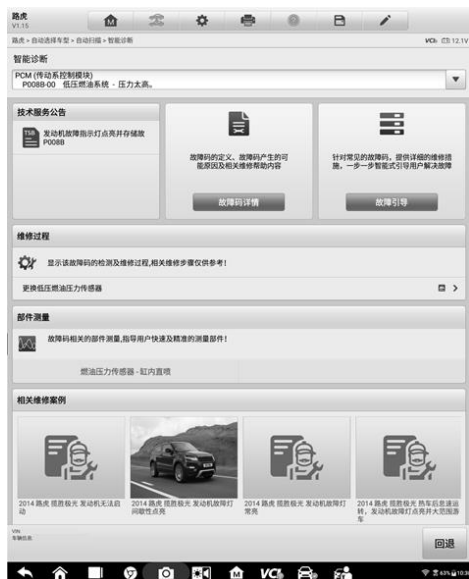 路虎
V1.15
路虎 > 自动选择车型 > 自动扫描 > 智能诊断
VCI 12.1V
智能诊断
PCM (传动系控制模块)
P008B-00 低压燃油系统 - 压力太高。
技术服务公告
TSB
发动机故障指示灯点亮并存储故
P008B
故障码的定义、故障码产生的可
能原因及相关维修帮助内容
故障码详情
针对常见的故障码，提供详细的维修措
施，一步一步智能式引导用户解决故障
故障引导
维修过程
显示该故障码的检测及维修过程,相关维修步骤仅供参考!
更换低压燃油压力传感器
部件测量
故障码相关的部件测量,指导用户快速及精准的测量部件!
燃油压力传感器 - 缸内直喷
相关维修案例
2014 路虎 揽胜极光 发动机无法启
动
2014 路虎 揽胜极光 发动机故障灯
间歇性点亮
2014 路虎 揽胜极光 发动机故障灯
常亮
2014 路虎 揽胜极光 热车后怠速运
转，发动机故障灯点亮并大范围游
车
VIN
车辆信息
回退
VCI
63% 10:3